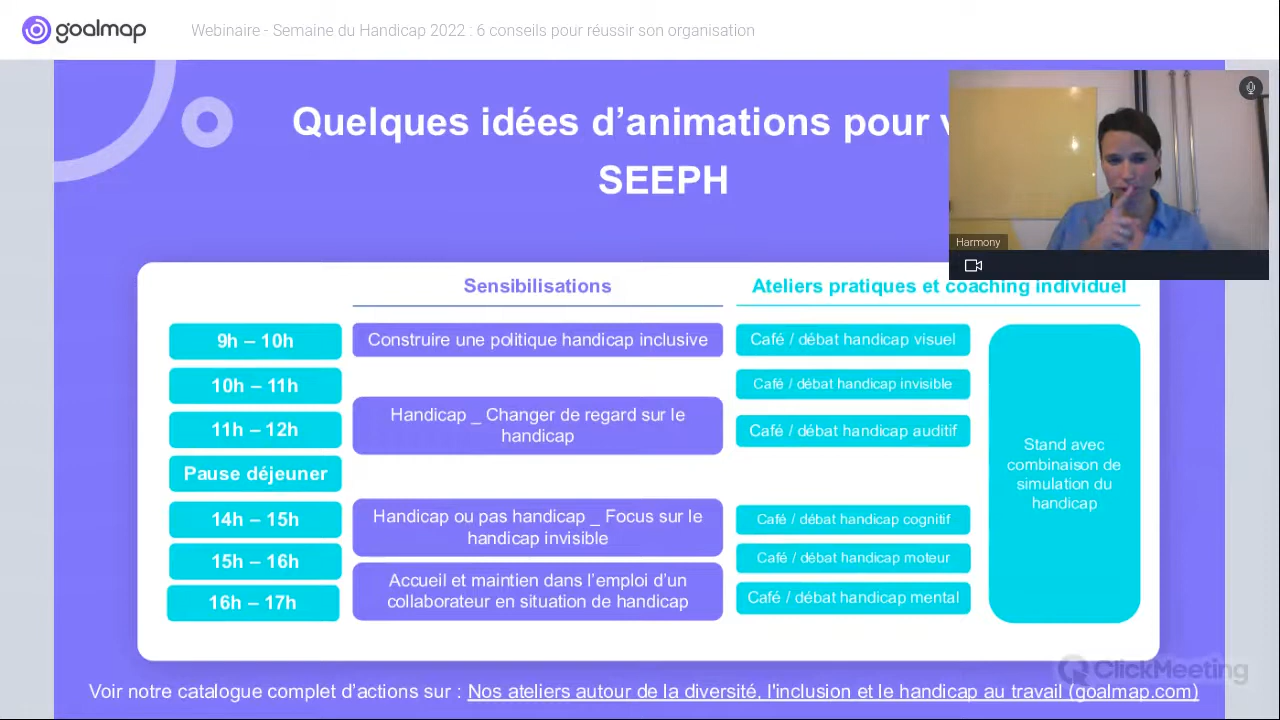 goalmap
Webinaire - Semaine du Handicap 2022 : 6 conseils pour réussir son organisation
Quelques idées d’animations pour
SEEPH
Harmony
Sensibilisations
Ateliers pratiques et coaching individuel
9h – 10h
Construire une politique handicap inclusive
Café / débat handicap visuel
10h – 11h
Café / débat handicap invisible
11h – 12h
Handicap _ Changer de regard sur le
handicap
Café / débat handicap auditif
Pause déjeuner
Stand avec
combinaison de
simulation du
handicap
14h – 15h
Handicap ou pas handicap _ Focus sur le
handicap invisible
Café / débat handicap cognitif
15h – 16h
Café / débat handicap moteur
16h – 17h
Accueil et maintien dans l’emploi d’un
collaborateur en situation de handicap
Café / débat handicap mental
ClickMeeting
Voir notre catalogue complet d’actions sur : Nos ateliers autour de la diversité, l'inclusion et le handicap au travail (goalmap.com)